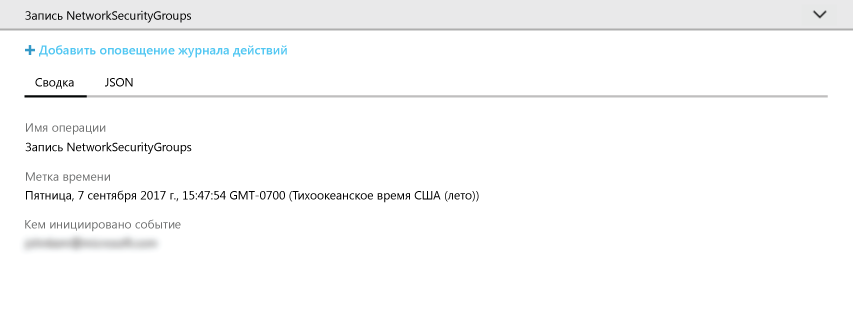 Запись NetworkSecurityGroups
+ Добавить оповещение журнала действий
Сводка JSON
Имя операции
Запись NetworkSecurityGroups
Метка времени
Пятница, 7 сентября 2017 г., 15:47:54 GMT-0700 (Тихоокеанское время США (лето))
Кем инициировано событие